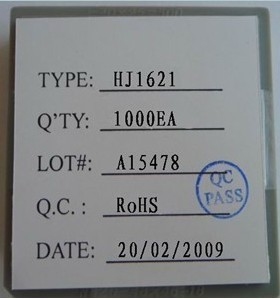 TYPE: HJ1621
Q'TY: 1000EA
LOT#: A15478
QC
PASS
Q.C. : RoHS
DATE: 20/02/2009